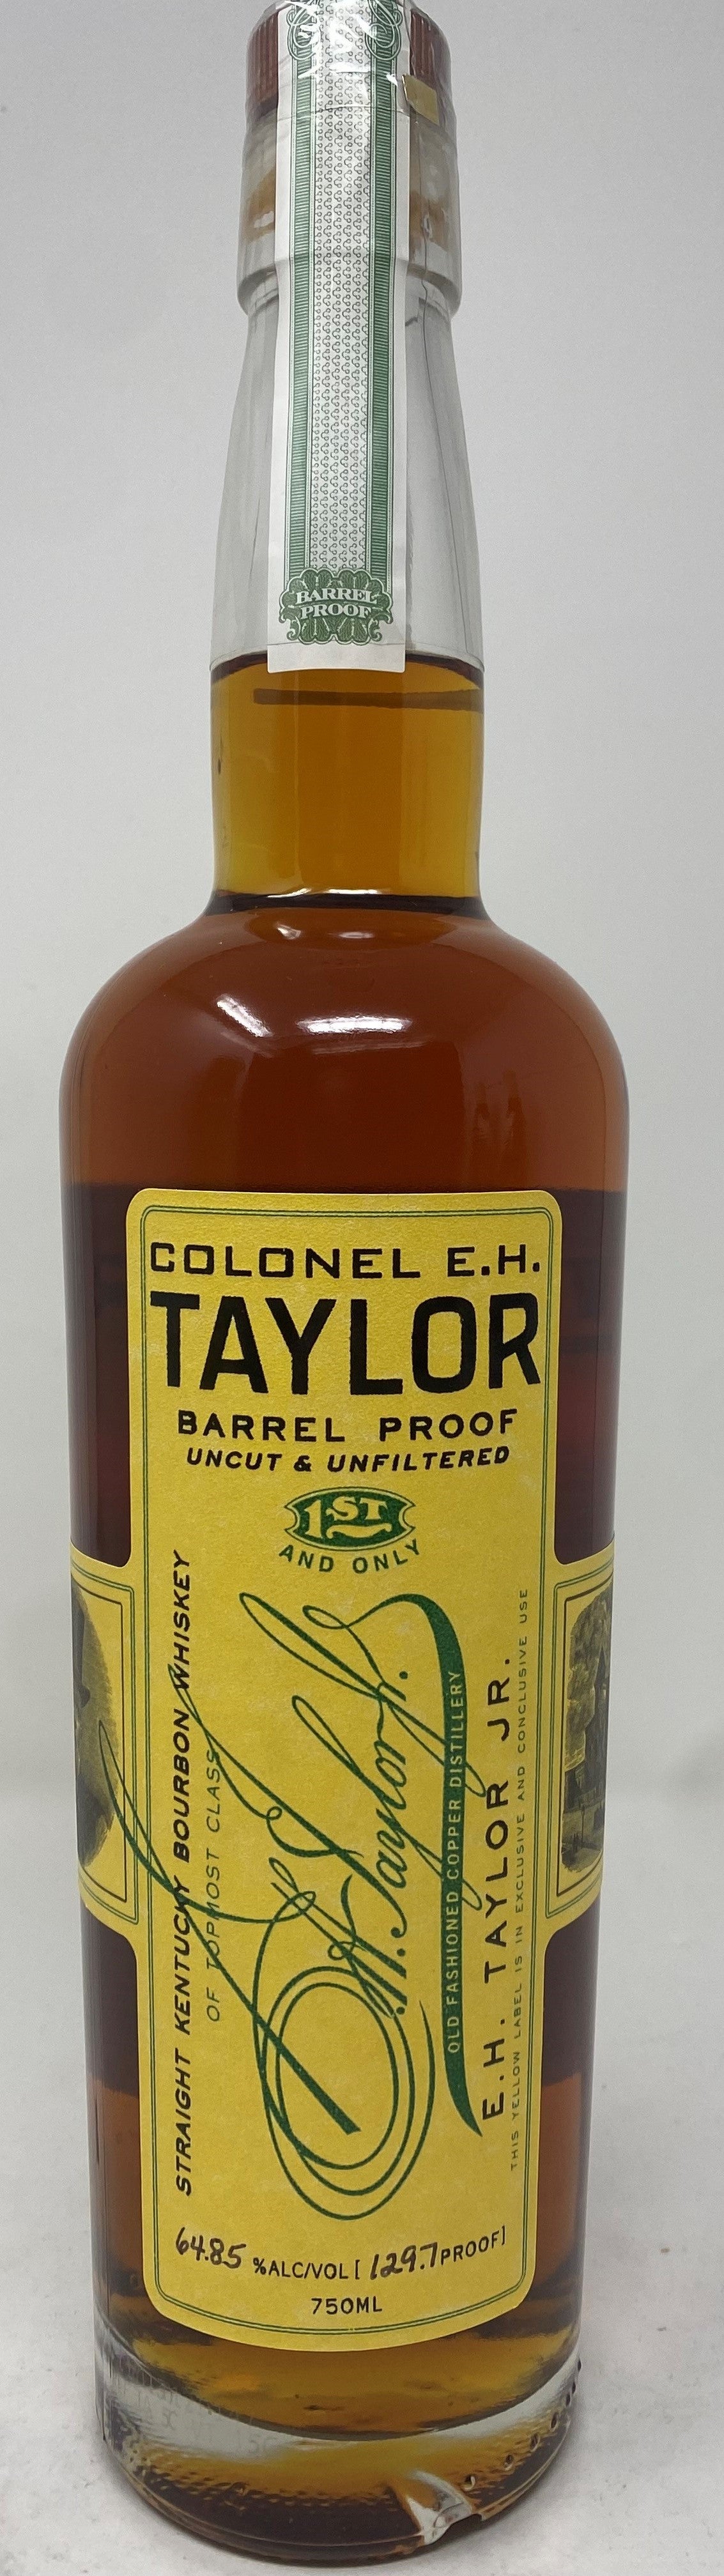 BARREL
PROOF
COLONEL E.H.
TAYLOR
BARREL PROOF
UNCUT & UNFILTERED
1ST
AND ONLY
STRAIGHT KENTUCKY BOURBON WHISKEY
OF TOPMOST CLASS
E. H. Taylor, Jr.
OLD FASHIONED COPPER DISTILLERY
E.H. TAYLOR JR.
THIS YELLOW LABEL IS IN EXCLUSIVE AND CONCLUSIVE USE
64.85 %ALC/VOL [ 129.7 PROOF]
750ML